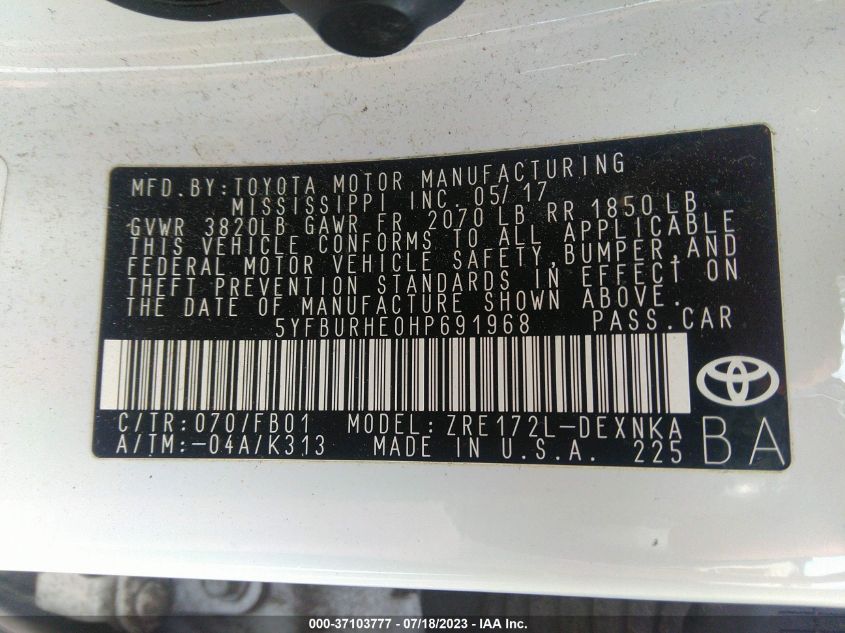 MFD. BY: TOYOTA MOTOR MANUFACTURING
MISSISSIPPI INC. 05/17
GVWR 3820LB GAWR FR 2070 LB RR 1850 LB
THIS VEHICLE CONFORMS TO ALL APPLICABLE
FEDERAL MOTOR VEHICLE SAFETY, BUMPER, AND
THEFT PREVENTION STANDARDS IN EFFECT ON
THE DATE OF MANUFACTURE SHOWN ABOVE.
5YFBURHE0HP691968 PASS. CAR
C/TR: 070/FB01 MODEL: ZRE172L-DEXNKA
A/TM: -04A/K313 MADE IN U.S.A. 225
BA
000-37103777 - 07/18/2023 - IAA Inc.